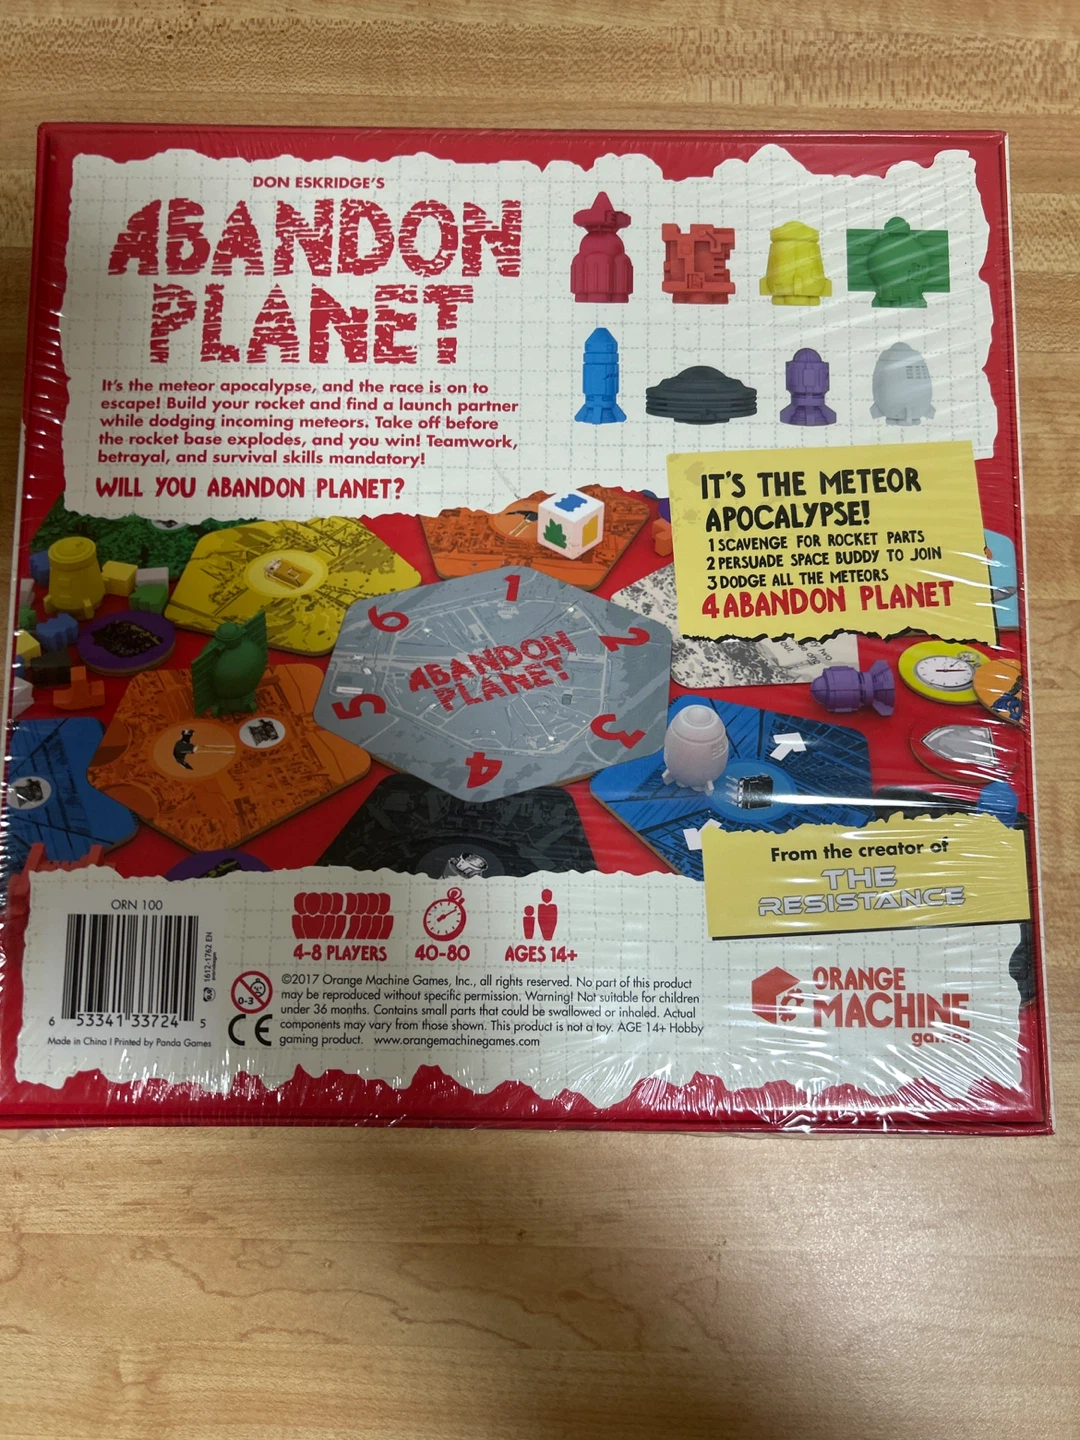 DON ESKRIDGE'S
ABANDON
PLANET
It's the meteor apocalypse, and the race is on to
escape! Build your rocket and find a launch partner
while dodging incoming meteors. Take off before
the rocket base explodes, and you win! Teamwork,
betrayal, and survival skills mandatory!
WILL YOU ABANDON PLANET?
IT'S THE METEOR
APOCALYPSE!
1 SCAVENGE FOR ROCKET PARTS
2 PERSUADE SPACE BUDDY TO JOIN
3 DODGE ALL THE METEORS
4 ABANDON PLANET
1
2
3
4
5
6
ABANDON
PLANET
From the creator of
THE
RESISTANCE
ORN 100
6 53341 33724 5
1612-1762 EN
Made in China | Printed by Panda Games
4-8 PLAYERS
40-80
AGES 14+
0-3
CE
©2017 Orange Machine Games, Inc., all rights reserved. No part of this product
may be reproduced without specific permission. Warning! Not suitable for children
under 36 months. Contains small parts that could be swallowed or inhaled. Actual
components may vary from those shown. This product is not a toy. AGE 14+ Hobby
gaming product. www.orangemachinegames.com
ORANGE
MACHINE
games